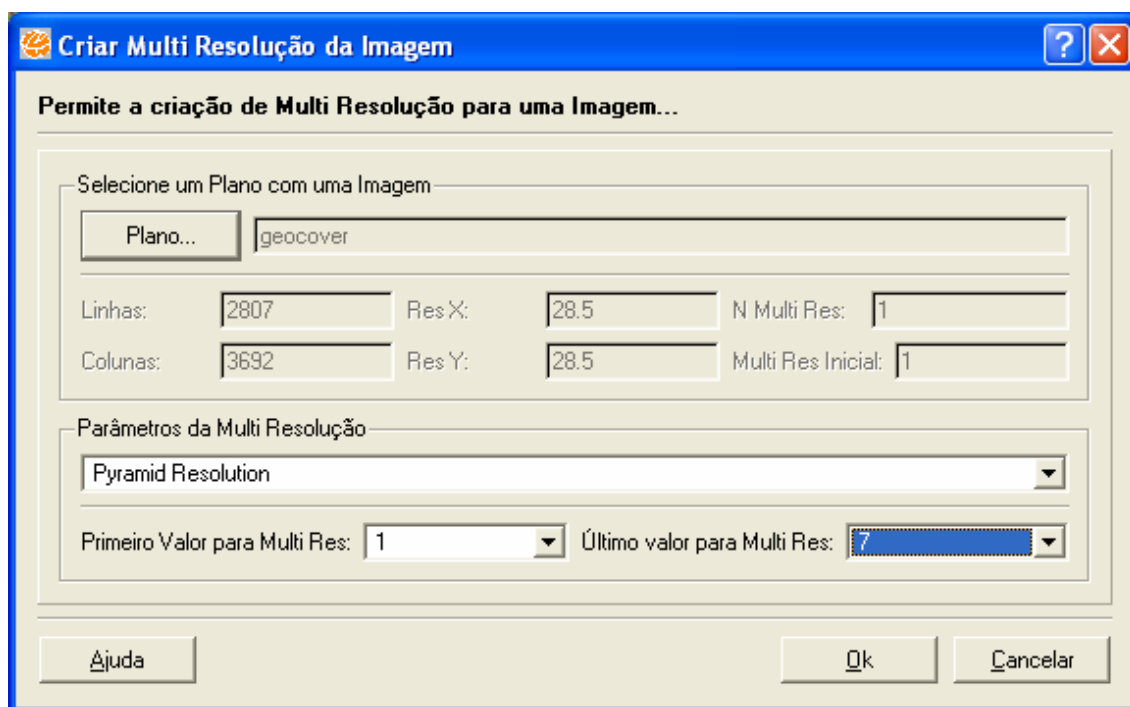 Criar Multi Resolução da Imagem
Permite a criação de Multi Resolução para uma Imagem...
Selecione um Plano com uma Imagem
Plano... geocover
Linhas: 2807 Res X: 28.5 N Multi Res: 1
Colunas: 3692 Res Y: 28.5 Multi Res Inicial: 1
Parâmetros da Multi Resolução
Pyramid Resolution
Primeiro Valor para Multi Res: 1 Último valor para Multi Res: 7
Ajuda Ok Cancelar